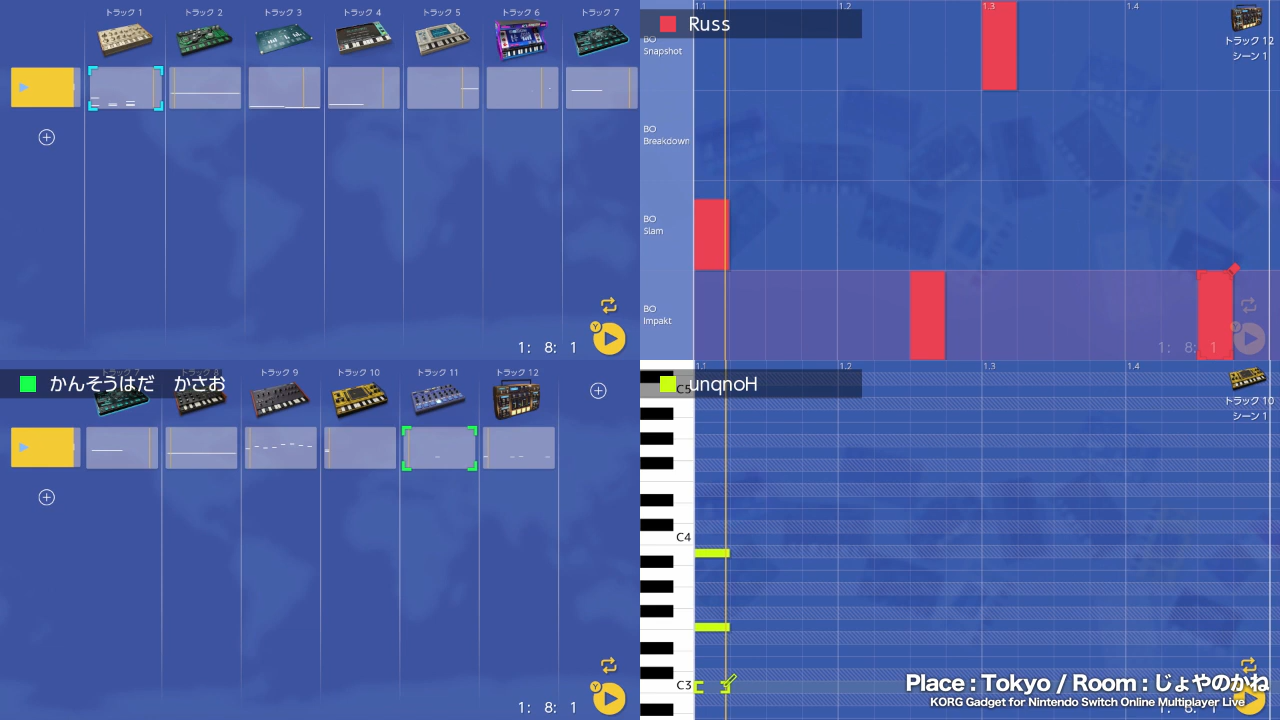 トラック 1
トラック 2
トラック 3
トラック 4
トラック 5
トラック 6
トラック 7
Y
1: 8: 1
Russ
1.2
1.3
1.4
トラック 12
シーン 1
BO
Snapshot
BO
Breakdown
BO
Slam
BO
Impakt
Y
1: 8: 1
かんそうはだ かさお
トラック 9
トラック 10
トラック 11
トラック 12
Y
1: 8: 1
unqnoH
1.1
1.2
1.3
1.4
トラック 10
シーン 1
C5
C4
C3
Place : Tokyo / Room : じょやのかね
KORG Gadget for Nintendo Switch Online Multiplayer Live